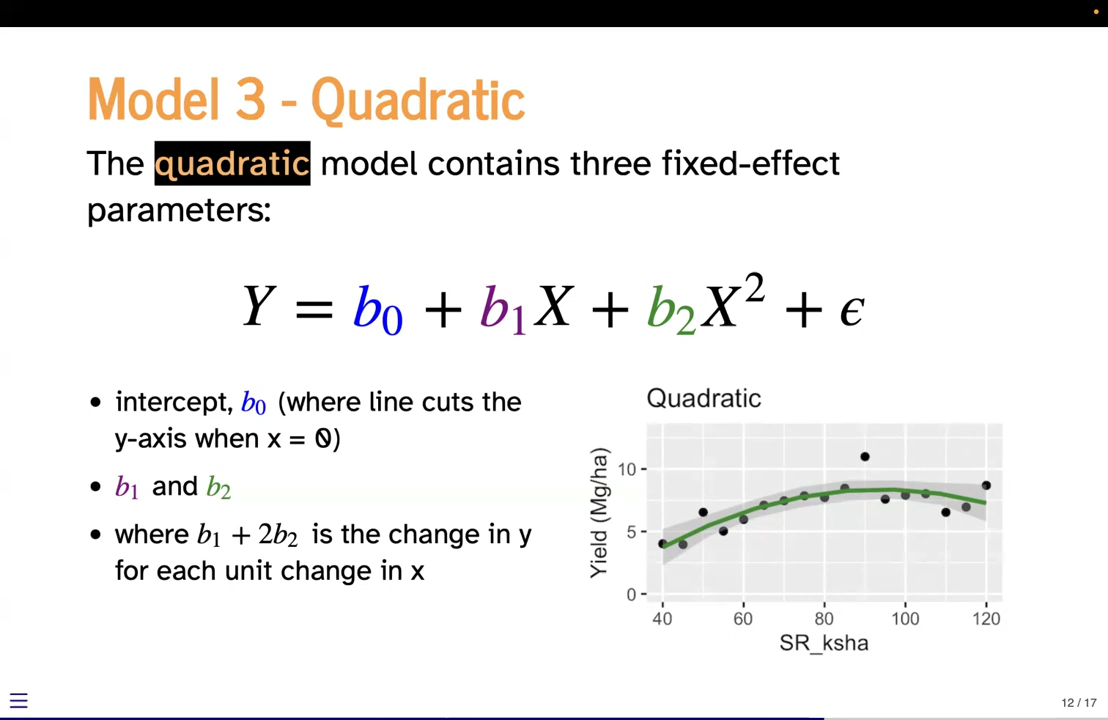 Model 3 - Quadratic
The quadratic model contains three fixed-effect
parameters:
Y = b₀ + b₁X + b₂X² + ϵ
• intercept, b₀ (where line cuts the
y-axis when x = 0)
• b₁ and b₂
• where b₁ + 2b₂ is the change in y
for each unit change in x
Quadratic
Yield (Mg/ha)
10
5
0
40 60 80 100 120
SR_ksha
12 / 17